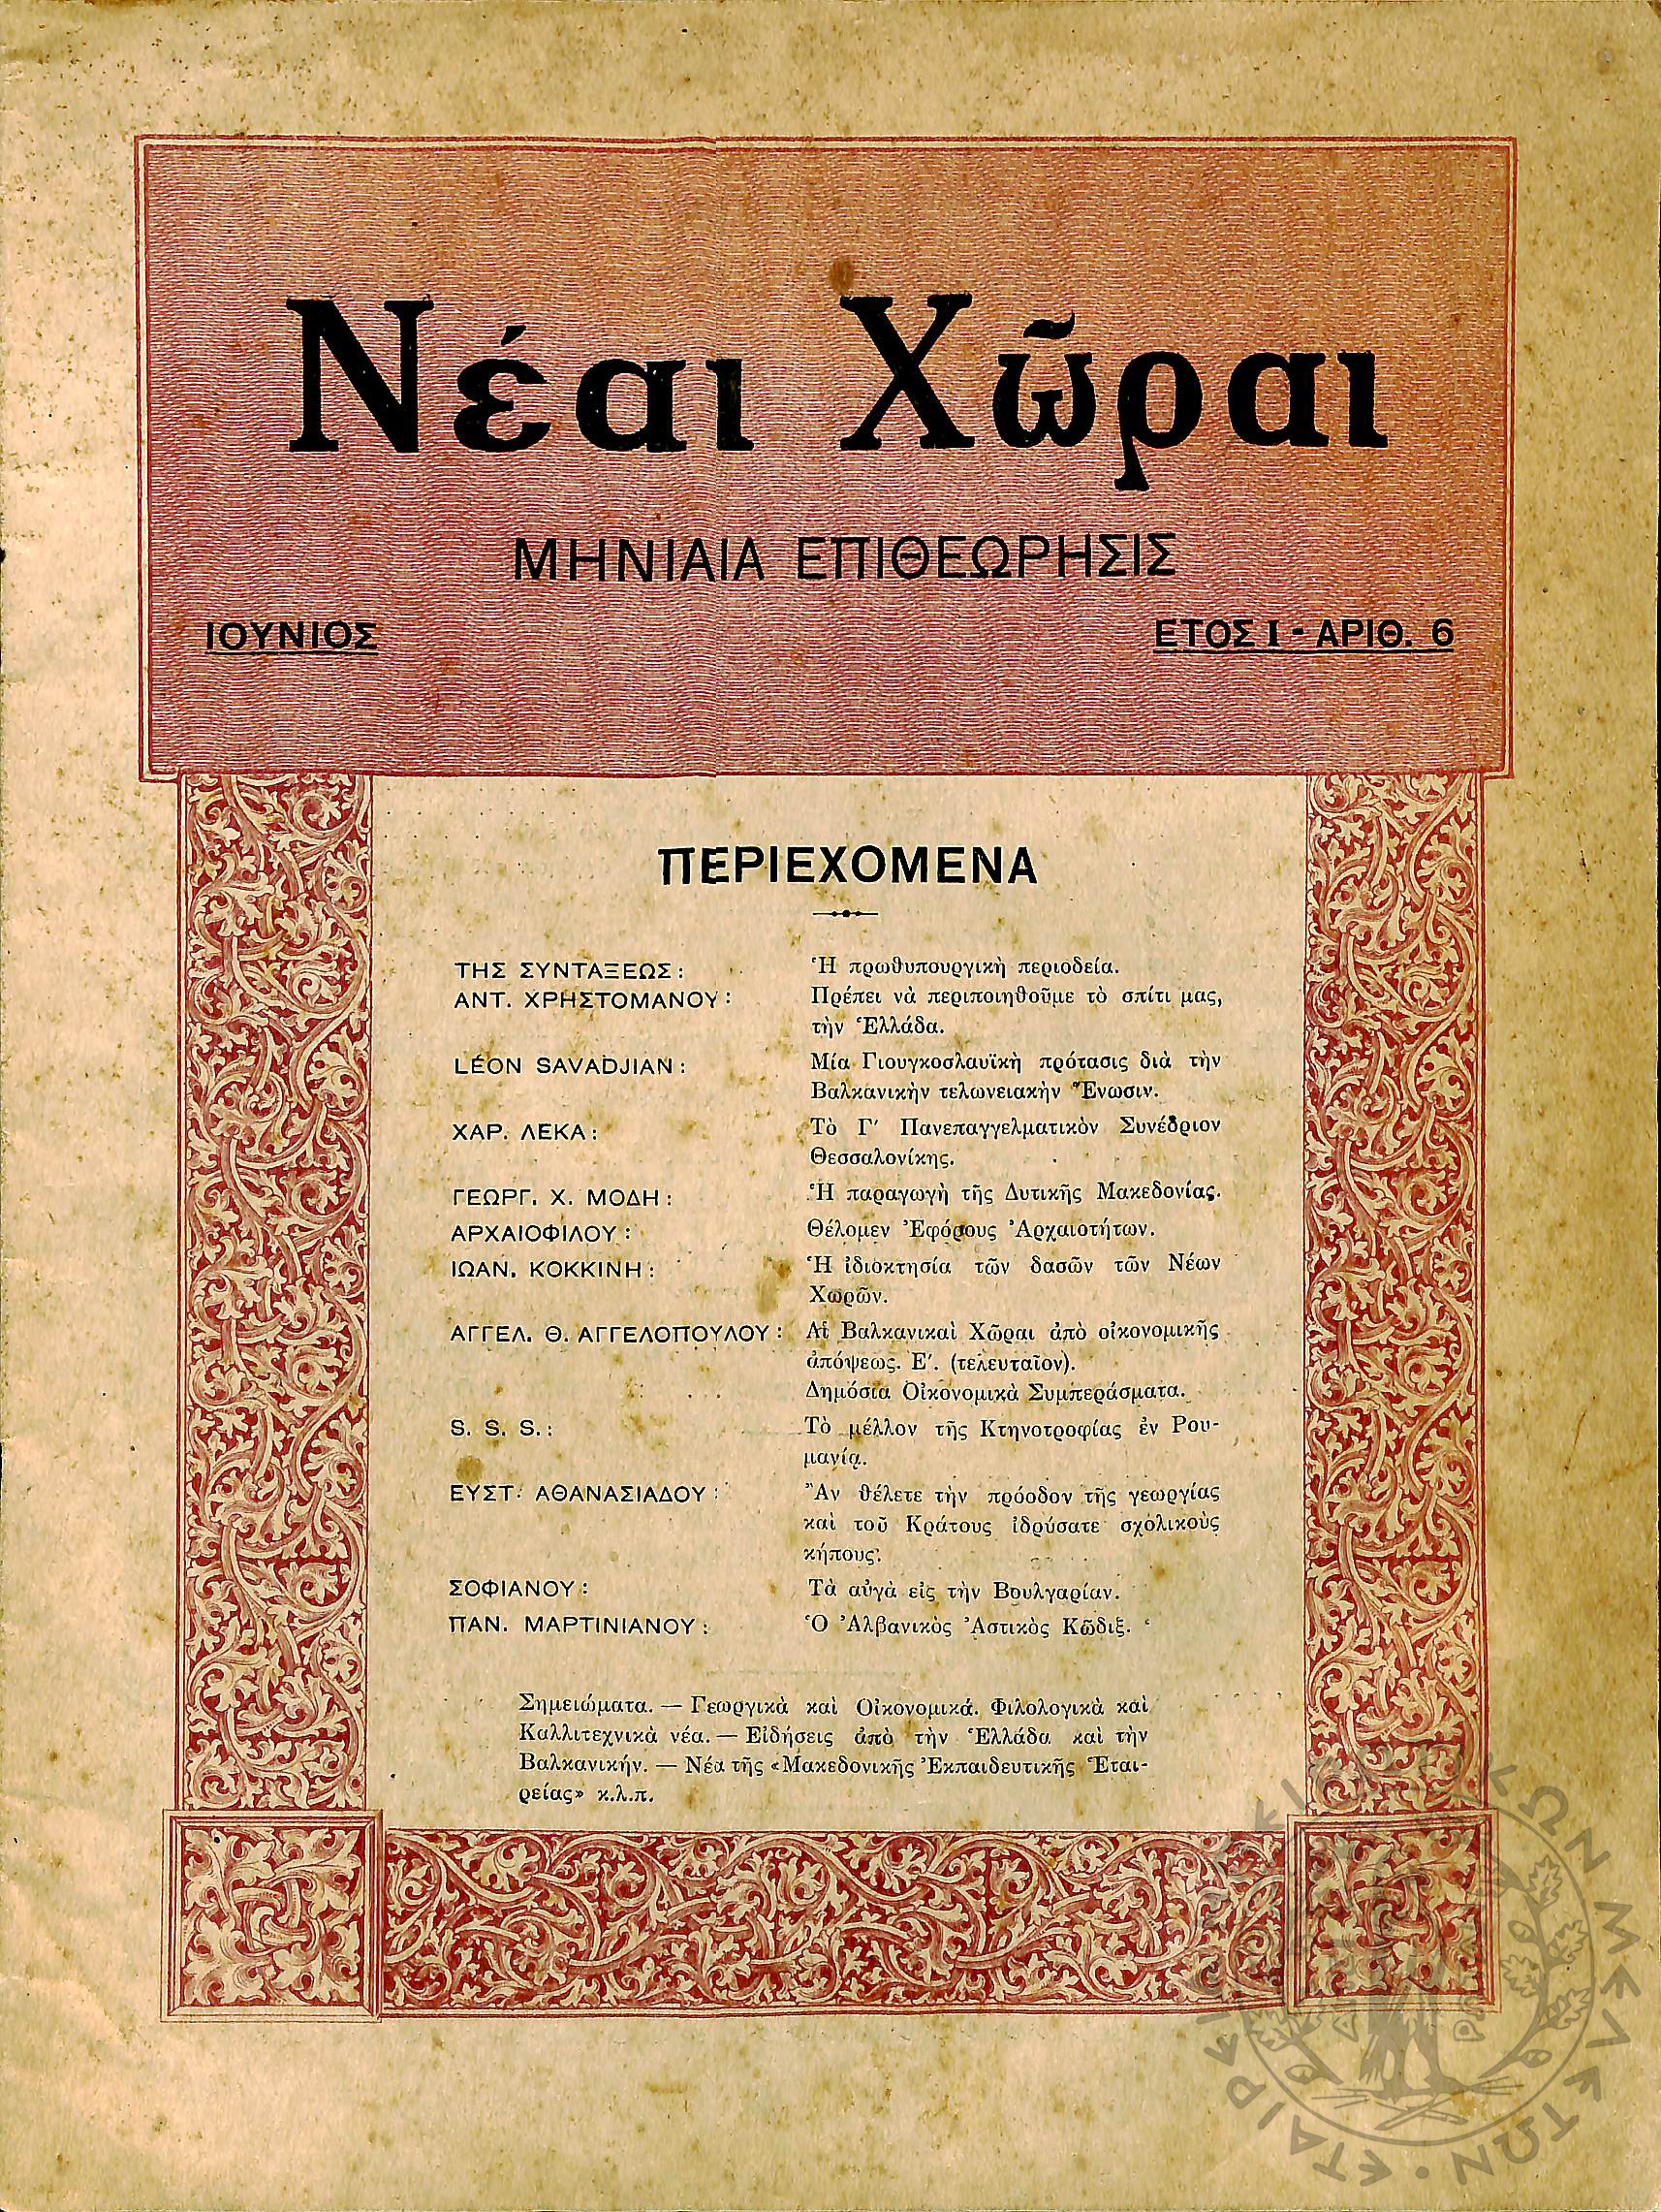 Νέαι Χῶραι
ΜΗΝΙΑΙΑ ΕΠΙΘΕΩΡΗΣΙΣ
ΙΟΥΝΙΟΣ
ΕΤΟΣ Ι - ΑΡΙΘ. 6
ΠΕΡΙΕΧΟΜΕΝΑ
ΤΗΣ ΣΥΝΤΑΞΕΩΣ: Ἡ πρωθυπουργικὴ περιοδεία.
ΑΝΤ. ΧΡΗΣΤΟΜΑΝΟΥ: Πρέπει νὰ περιποιηθοῦμε τὸ σπίτι μας,
τὴν Ἑλλάδα.
LÉON SAVADJIAN: Μία Γιουγκοσλαυϊκὴ πρότασις διὰ τὴν
Βαλκανικὴν τελωνειακὴν Ἕνωσιν.
ΧΑΡ. ΛΕΚΑ: Τὸ Γ′ Πανεπαγγελματικὸν Συνέδριον
Θεσσαλονίκης.
ΓΕΩΡΓ. Χ. ΜΟΔΗ: Ἡ παραγωγὴ τῆς Δυτικῆς Μακεδονίας.
ΑΡΧΑΙΟΦΙΛΟΥ: Θέλομεν Ἐφόρους Ἀρχαιοτήτων.
ΙΩΑΝ. ΚΟΚΚΙΝΗ: Ἡ ἰδιοκτησία τῶν δασῶν τῶν Νέων
Χωρῶν.
ΑΓΓΕΛ. Θ. ΑΓΓΕΛΟΠΟΥΛΟΥ: Αἱ Βαλκανικαὶ Χῶραι ἀπὸ οἰκονομικῆς
ἀπόψεως. Ε′. (τελευταῖον).
Δημόσια Οἰκονομικὰ Συμπεράσματα.
S. S. S.: Τὸ μέλλον τῆς Κτηνοτροφίας ἐν Ρου-
μανίᾳ.
ΕΥΣΤ. ΑΘΑΝΑΣΙΑΔΟΥ: Ἂν θέλετε τὴν πρόοδον τῆς γεωργίας
καὶ τοῦ Κράτους ἱδρύσατε σχολικοὺς
κήπους.
ΣΟΦΙΑΝΟΥ: Τὰ αὐγὰ εἰς τὴν Βουλγαρίαν.
ΠΑΝ. ΜΑΡΤΙΝΙΑΝΟΥ: Ὁ Ἀλβανικὸς Ἀστικὸς Κῶδιξ.
Σημειώματα. — Γεωργικὰ καὶ Οἰκονομικά. Φιλολογικὰ καὶ
Καλλιτεχνικὰ νέα. — Εἰδήσεις ἀπὸ τὴν Ἑλλάδα καὶ τὴν
Βαλκανικήν. — Νέα τῆς «Μακεδονικῆς Ἐκπαιδευτικῆς Ἑται-
ρείας» κ.λ.π.